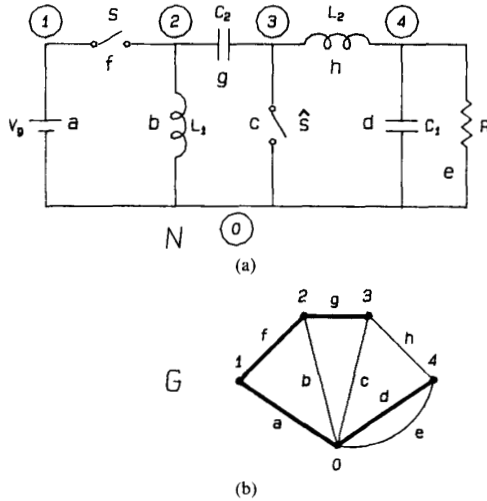 1 S 2 C2 3 L2 4
f g h
Vg a b L1 c Ŝ d C1 R
e
N 0
(a)
2 g 3
f h
1 b c 4
G
a d
e
0
(b)